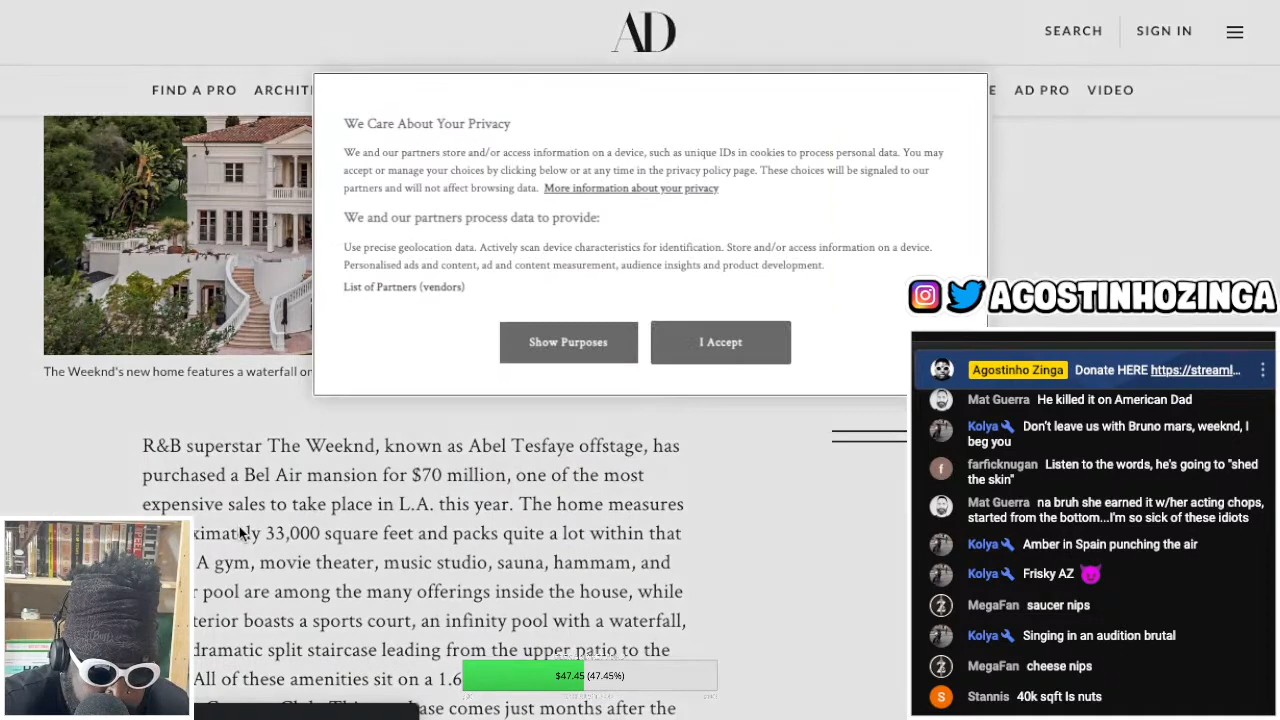 AD
SEARCH
SIGN IN
FIND A PRO
ARCHITI
E
AD PRO
VIDEO
We Care About Your Privacy
We and our partners store and/or access information on a device, such as unique IDs in cookies to process personal data. You may
accept or manage your choices by clicking below or at any time in the privacy policy page. These choices will be signaled to our
partners and will not affect browsing data. More information about your privacy
We and our partners process data to provide:
Use precise geolocation data. Actively scan device characteristics for identification. Store and/or access information on a device.
Personalised ads and content, ad and content measurement, audience insights and product development.
List of Partners (vendors)
Show Purposes
I Accept
The Weeknd's new home features a waterfall on
R&B superstar The Weeknd, known as Abel Tesfaye offstage, has
purchased a Bel Air mansion for $70 million, one of the most
expensive sales to take place in L.A. this year. The home measures
33,000 square feet and packs quite a lot within that
A gym, movie theater, music studio, sauna, hammam, and
pool are among the many offerings inside the house, while
boasts a sports court, an infinity pool with a waterfall,
dramatic split staircase leading from the upper patio to the
All of these amenities sit on a 1.6
comes just months after the
$47.45 (47.45%)
AGOSTINHOZINGA
Agostinho Zinga Donate HERE https://streaml...
Mat Guerra He killed it on American Dad
Kolya Don't leave us with Bruno mars, weeknd, I
beg you
farficknugan Listen to the words, he's going to "shed
the skin"
Mat Guerra na bruh she earned it w/her acting chops,
started from the bottom...I'm so sick of these idiots
Kolya Amber in Spain punching the air
Kolya Frisky AZ
MegaFan saucer nips
Kolya Singing in an audition brutal
MegaFan cheese nips
Stannis 40k sqft Is nuts